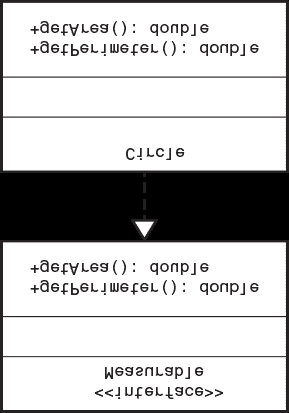 <<interface>>
Measurable
+getPerimeter(): double
+getArea(): double
Circle
+getPerimeter(): double
+getArea(): double